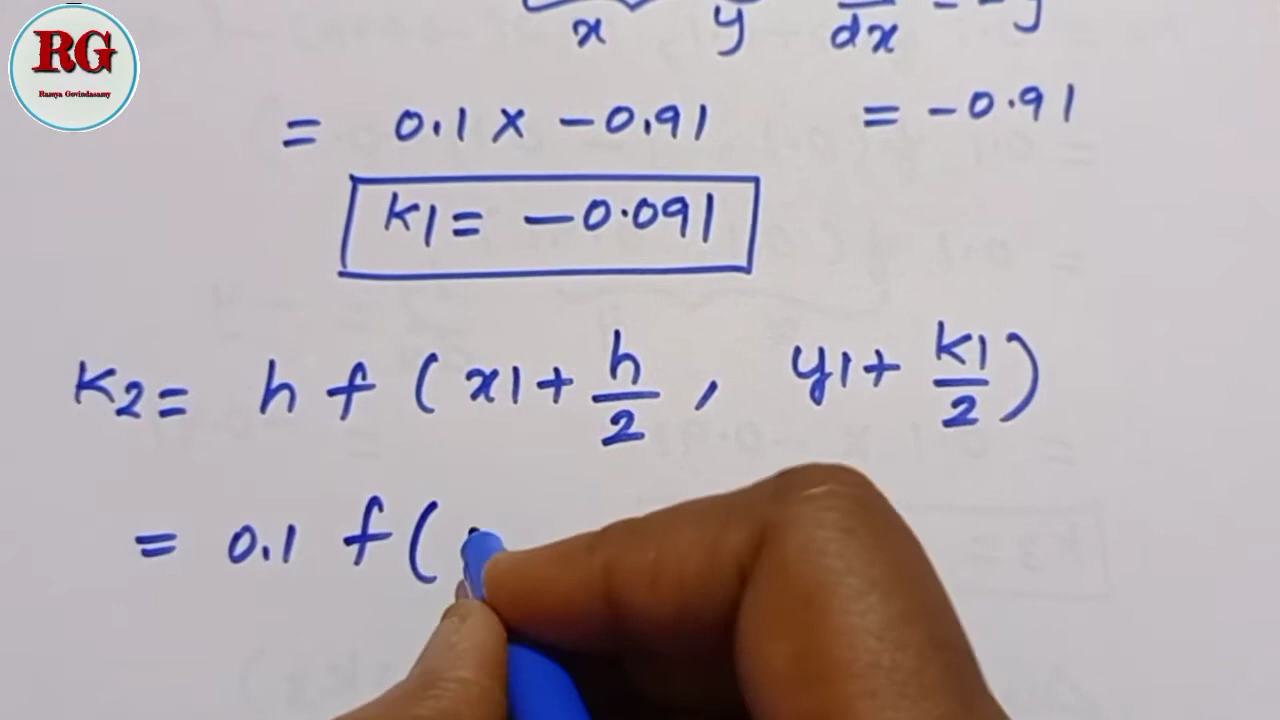 RG
Ramya Govindasamy
x y dx = -y
= 0.1 x -0.91 = -0.91
K1 = -0.091
K2 = h f ( x1 + h/2 , y1 + K1/2 )
= 0.1 f (